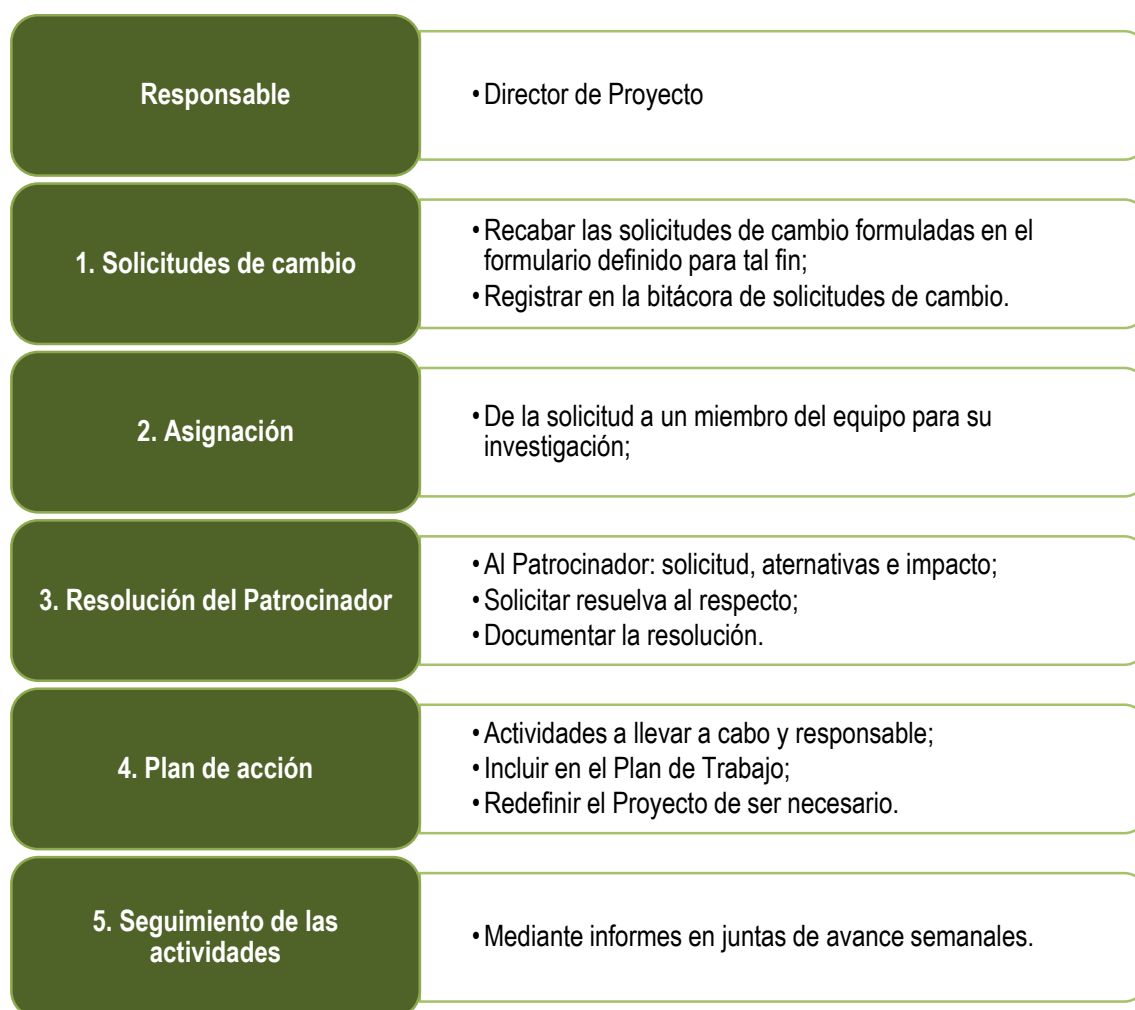 Responsable
• Director de Proyecto
1. Solicitudes de cambio
• Recabar las solicitudes de cambio formuladas en el
formulario definido para tal fin;
• Registrar en la bitácora de solicitudes de cambio.
2. Asignación
• De la solicitud a un miembro del equipo para su
investigación;
3. Resolución del Patrocinador
• Al Patrocinador: solicitud, aternativas e impacto;
• Solicitar resuelva al respecto;
• Documentar la resolución.
4. Plan de acción
• Actividades a llevar a cabo y responsable;
• Incluir en el Plan de Trabajo;
• Redefinir el Proyecto de ser necesario.
5. Seguimiento de las
actividades
• Mediante informes en juntas de avance semanales.